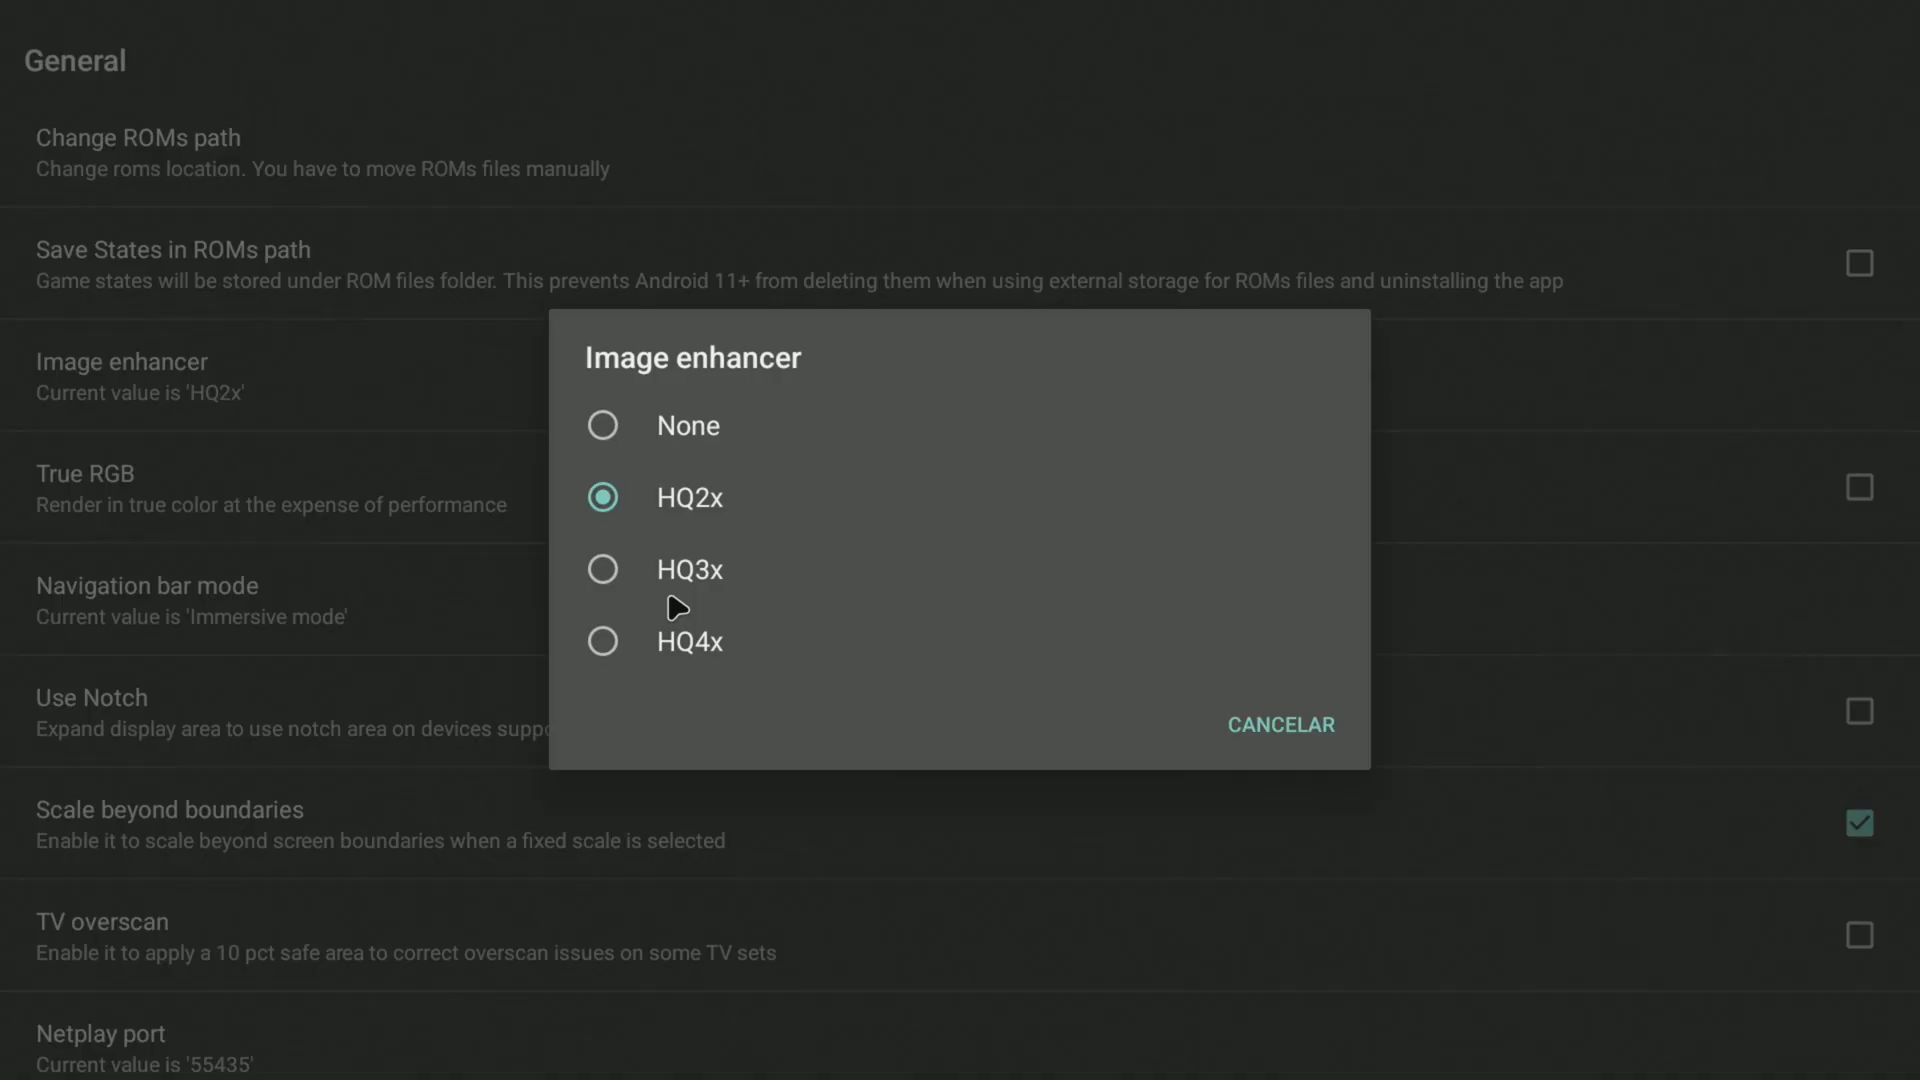 General
Change ROMs path
Change roms location. You have to move ROMs files manually
Save States in ROMs path
Game states will be stored under ROM files folder. This prevents Android 11+ from deleting them when using external storage for ROMs files and uninstalling the app
Image enhancer
Current value is 'HQ2x'
True RGB
Render in true color at the expense of performance
Navigation bar mode
Current value is 'Immersive mode'
Use Notch
Expand display area to use notch area on devices
Scale beyond boundaries
Enable it to scale beyond screen boundaries when a fixed scale is selected
TV overscan
Enable it to apply a 10 pct safe area to correct overscan issues on some TV sets
Netplay port
Current value is '55435'
Image enhancer
None
HQ2x
HQ3x
HQ4x
CANCELAR